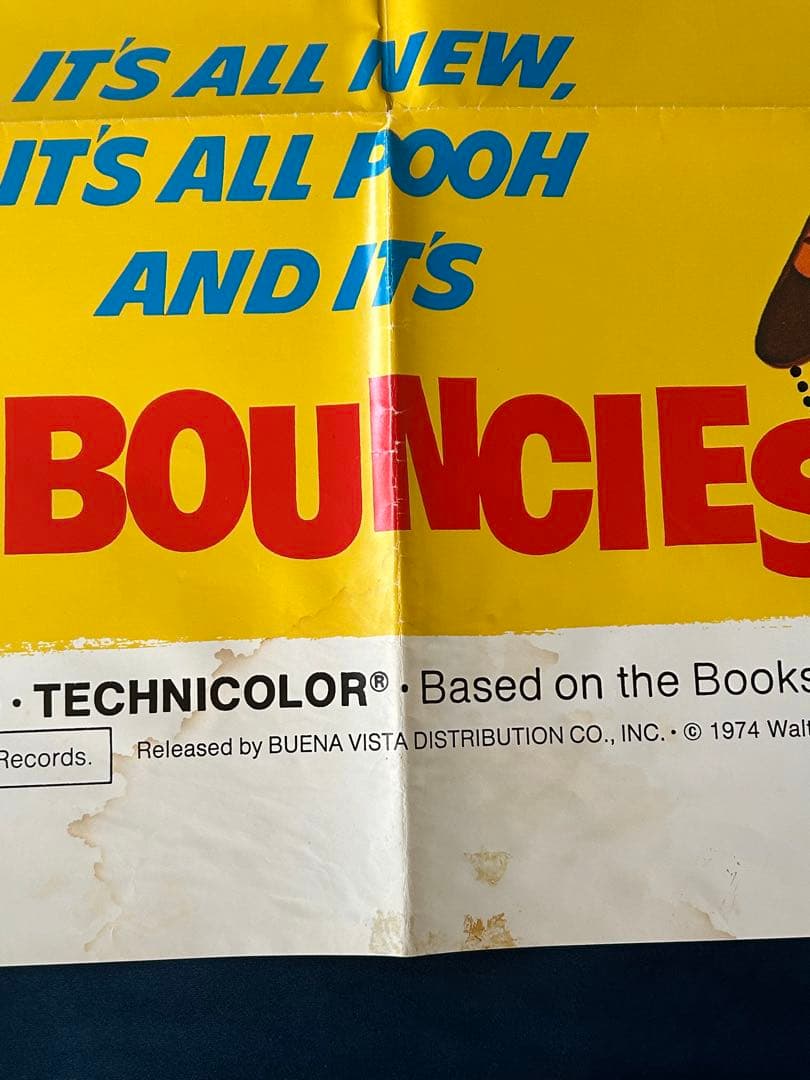 IT'S ALL NEW,
IT'S ALL POOH
AND IT'S
BOUNCIES
· TECHNICOLOR® · Based on the Books
Records.
Released by BUENA VISTA DISTRIBUTION CO., INC. · © 1974 Walt